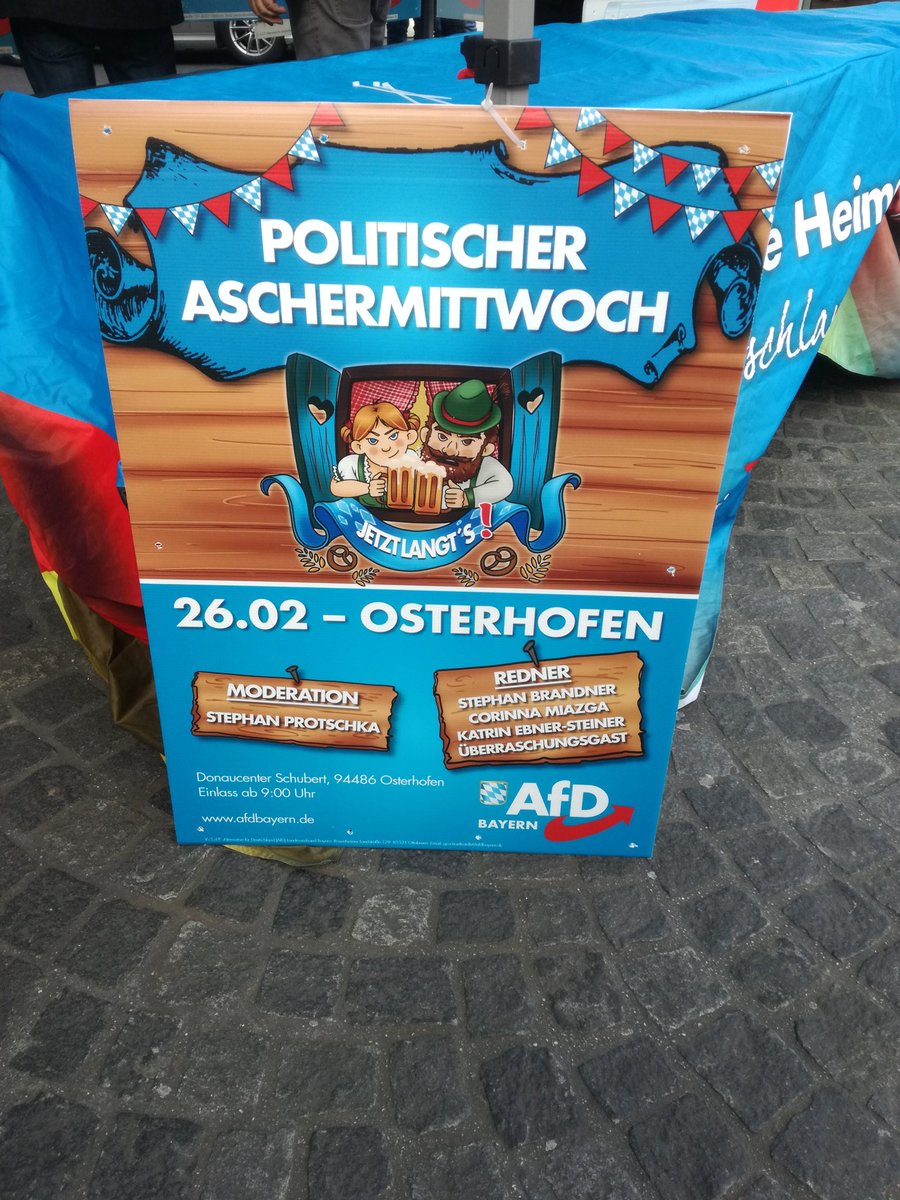 POLITISCHER
ASCHERMITTWOCH
JETZT LANGT´S!
26.02 – OSTERHOFEN
MODERATION
STEPHAN PROTSCHKA
REDNER
STEPHAN BRANDNER
CORINNA MIAZGA
KATRIN EBNER-STEINER
ÜBERRASCHUNGSGAST
Donaucenter Schubert, 94486 Osterhofen
Einlass ab 9:00 Uhr
www.afdbayern.de
AfD
BAYERN